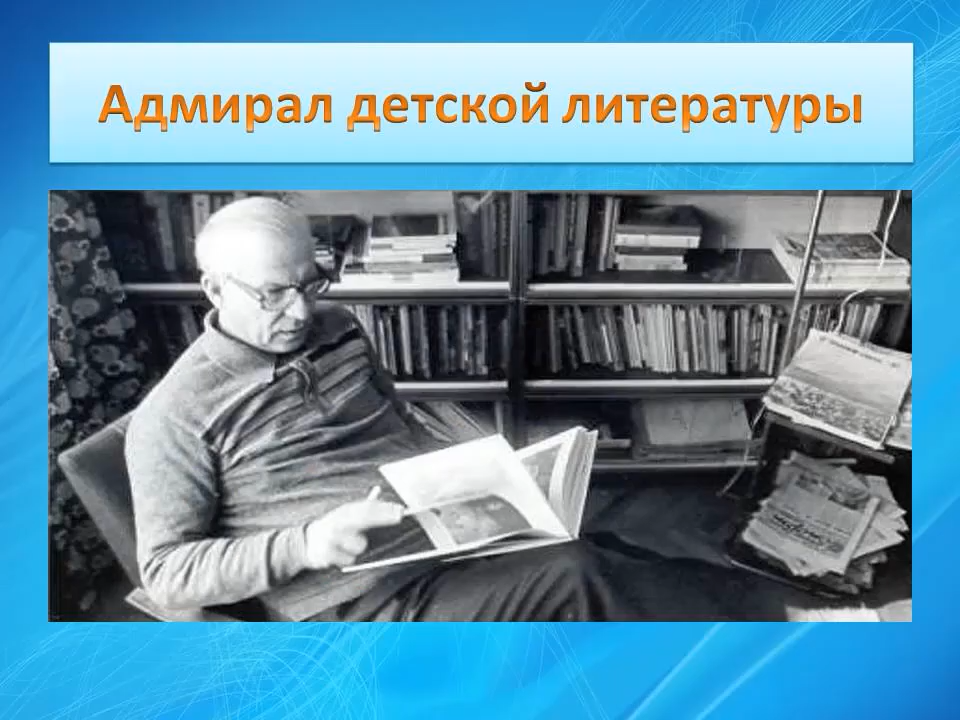 Адмирал детской литературы